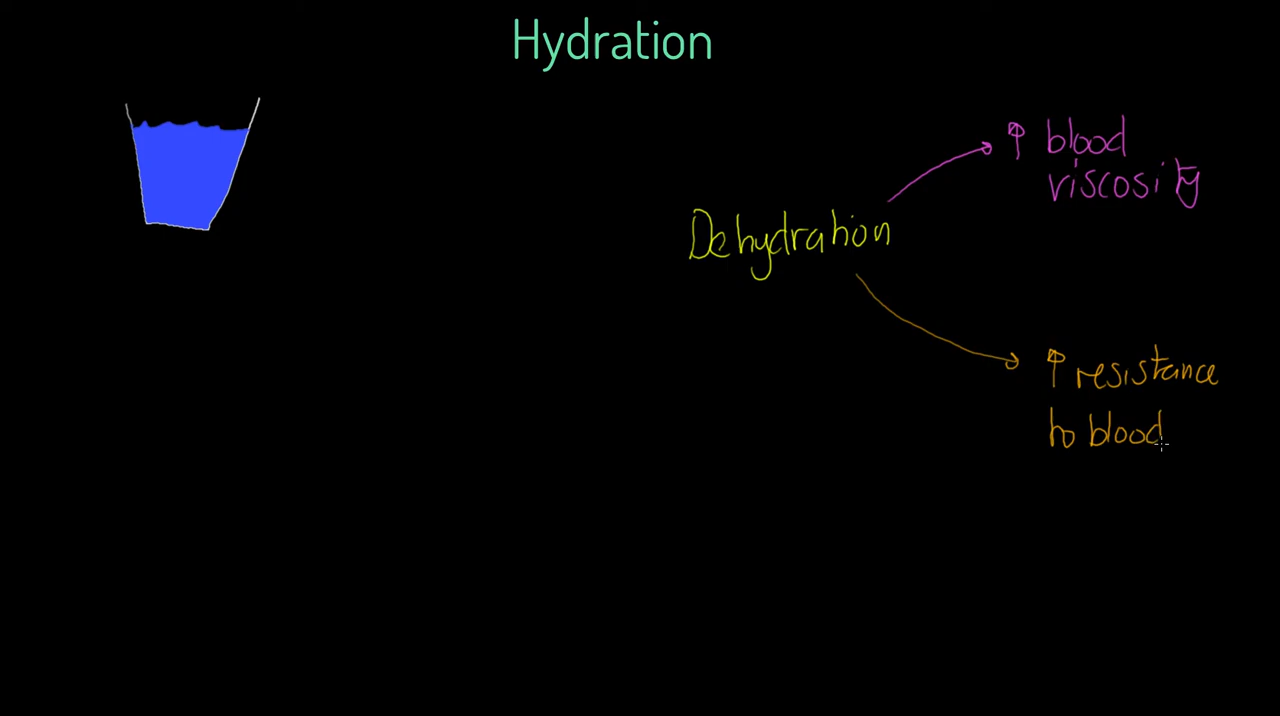 Hydration
↑ blood
viscosity
Dehydration
↑ resistance
to blood